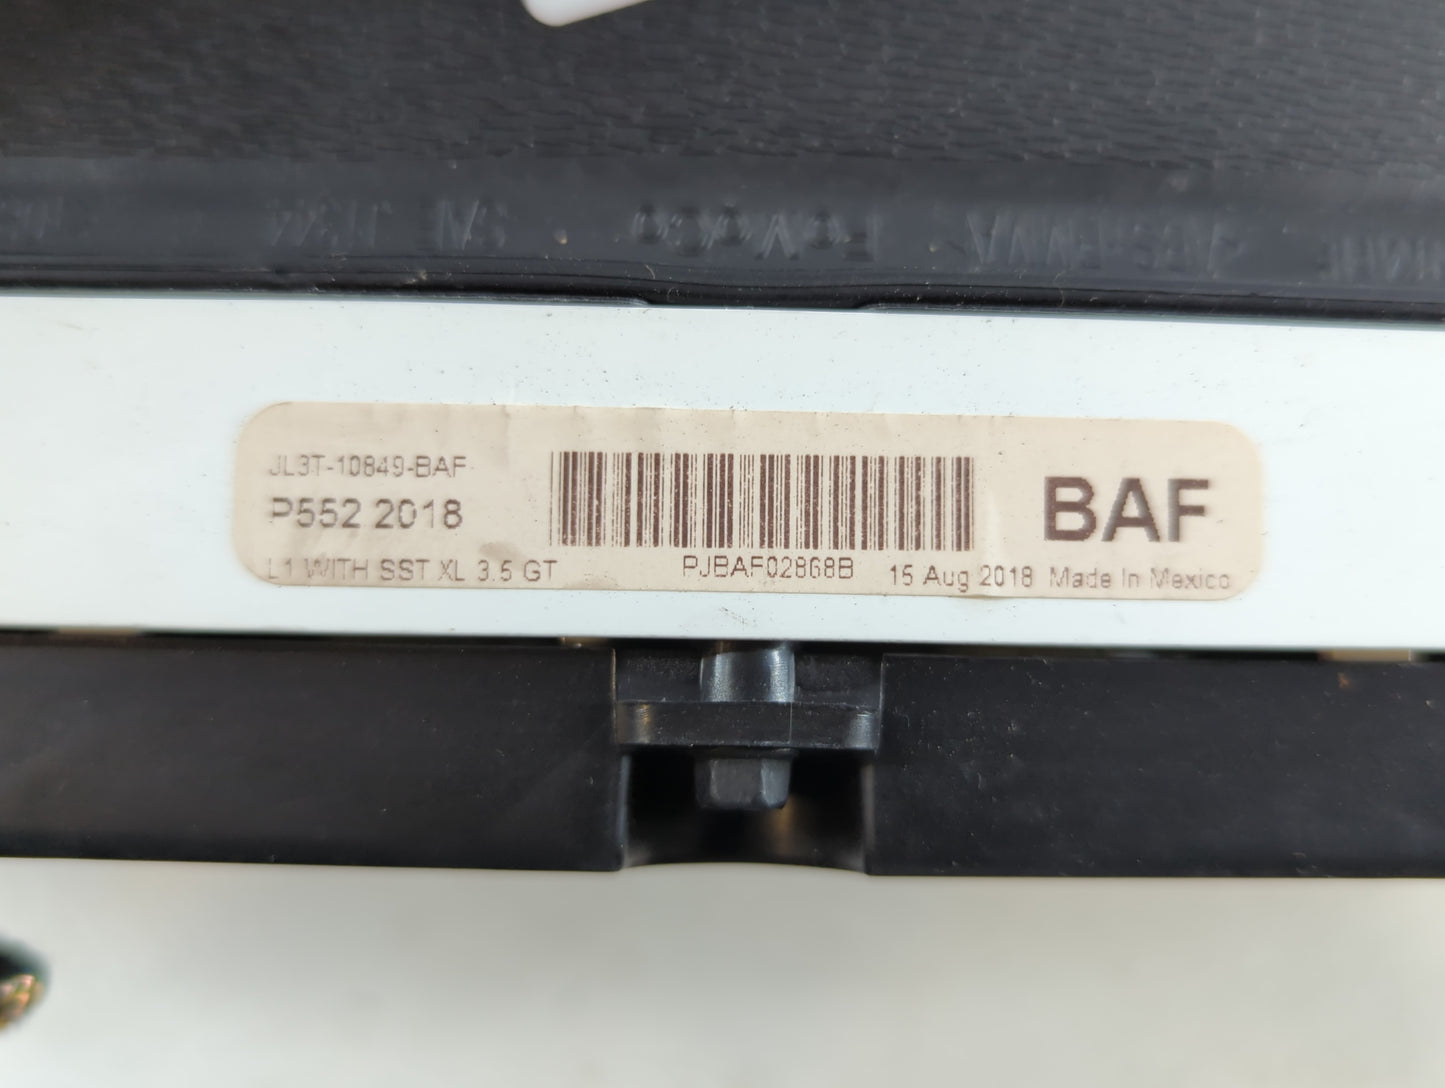 JL3T-10849-BAF
P552 2018
L1 WITH SST XL 3.5 GT
PJBAF02868B
15 Aug 2018 Made In Mexico
BAF